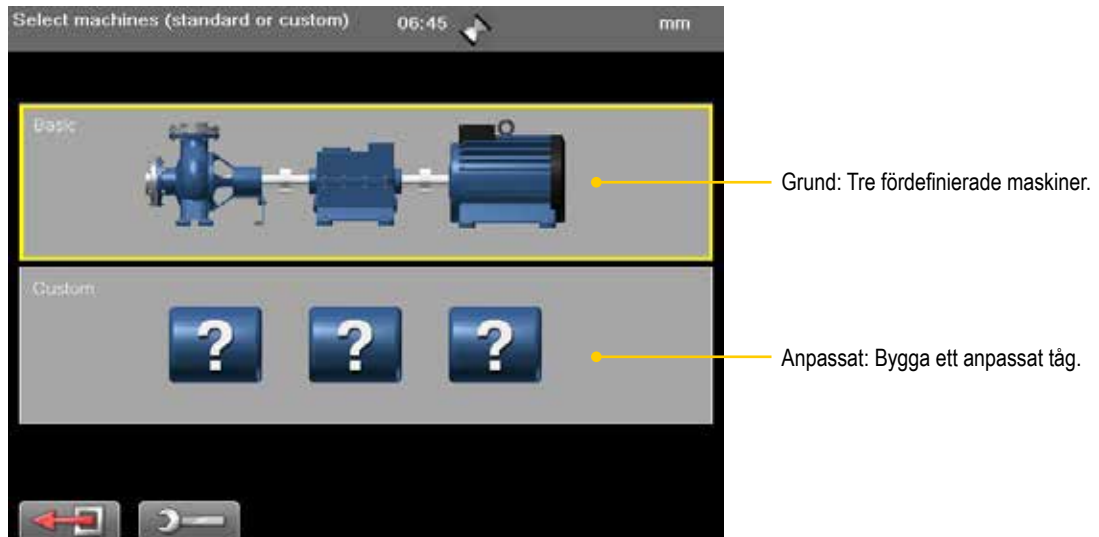 Select machines (standard or custom) 06:45 mm
Basic
Grund: Tre fördefinierade maskiner.
Custom
? ? ?
Anpassat: Bygga ett anpassat tåg.